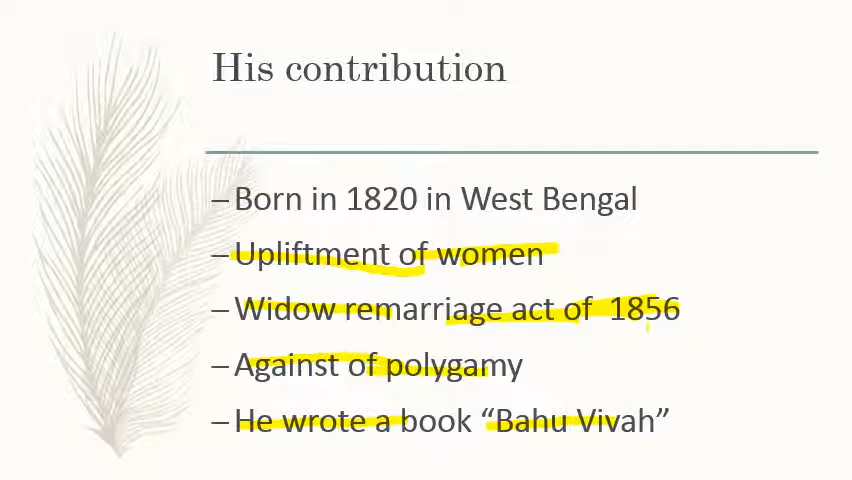 His contribution
–Born in 1820 in West Bengal
–Upliftment of women
–Widow remarriage act of 1856
–Against of polygamy
–He wrote a book “Bahu Vivah”